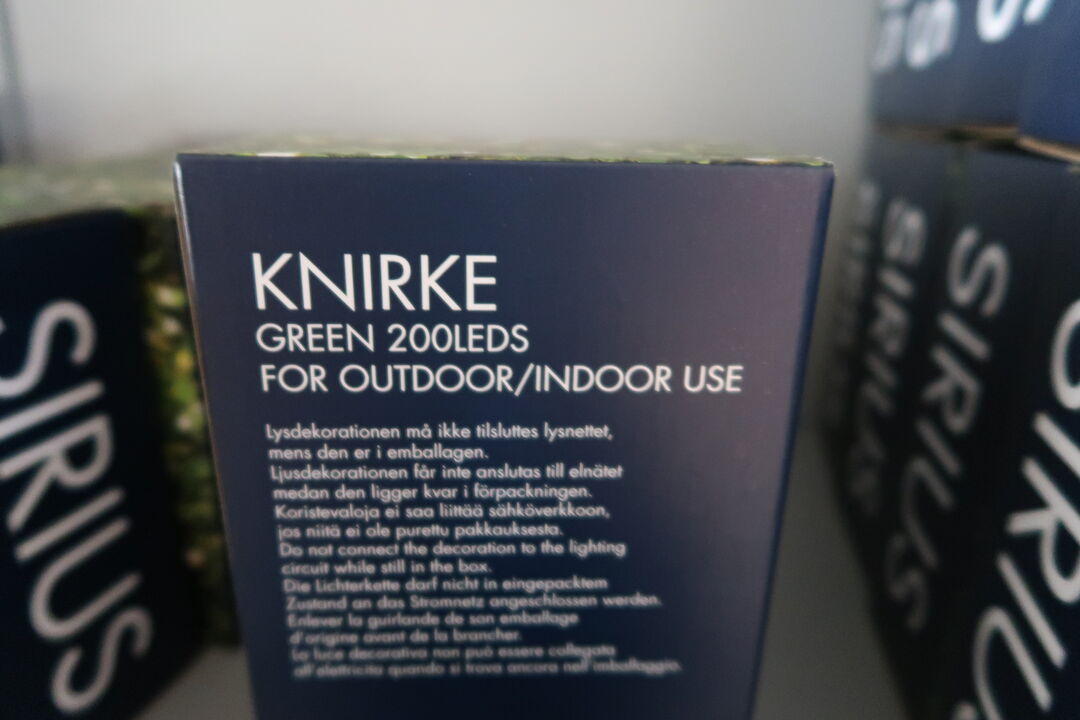 KNIRKE
GREEN 200LEDS
FOR OUTDOOR/INDOOR USE
Lysdekorationen må ikke tilsluttes lysnettet,
mens den er i emballagen.
Ljusdekorationen får inte anslutas till elnätet
medan den ligger kvar i förpackningen.
Koristevaloja ei saa liittää sähköverkkoon,
jos niitä ei ole purettu pakkauksesta.
Do not connect the decoration to the lighting
circuit while still in the box.
Die Lichterkette darf nicht in eingepacktem
Zustand an das Stromnetz angeschlossen werden.
Enlever la guirlande de son emballage
d'origine avant de la brancher.
La luce decorativa non può essere collegata
all'elettricita quando si trova ancora nell'imballaggio.
SIRIUS
SIRIUS
SIRIUS
SIRIUS